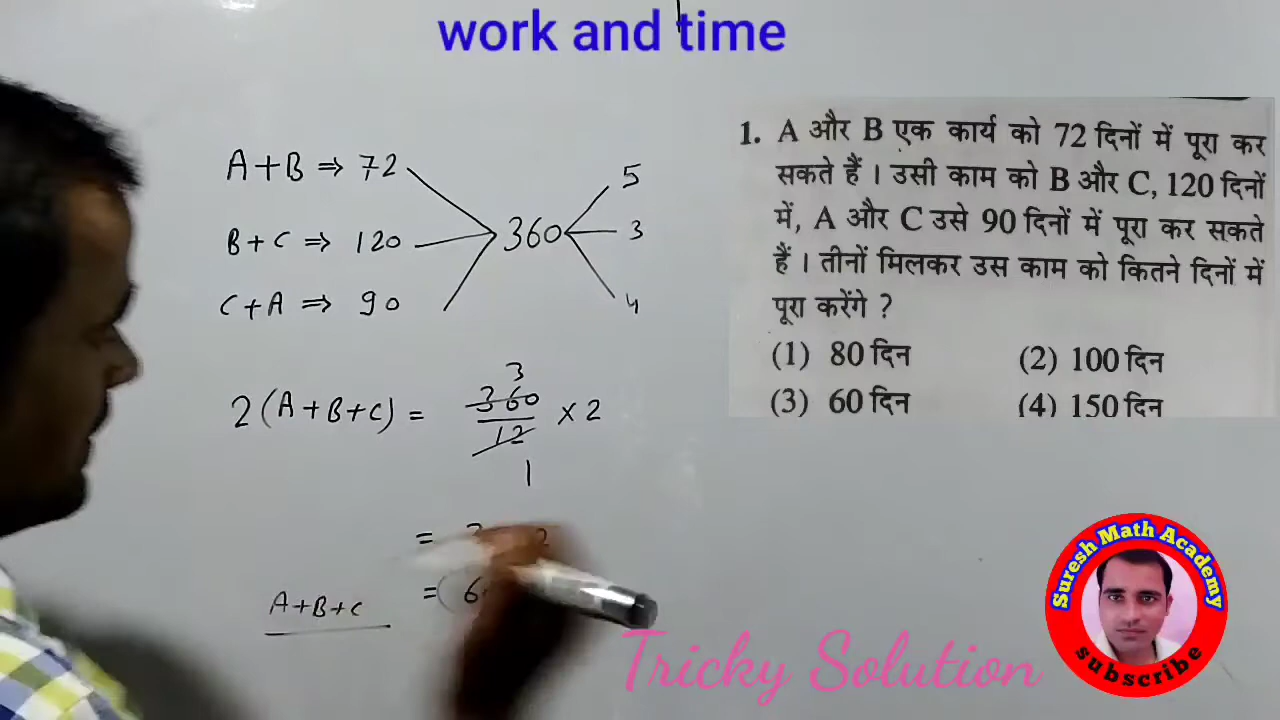 work and time
A+B ⇒ 72
B+C ⇒ 120
C+A ⇒ 90
360
5
3
4
2(A+B+C) = 360/12 × 2
3
1
=
A+B+C = 6
1. A और B एक कार्य को 72 दिनों में पूरा कर
सकते हैं । उसी काम को B और C, 120 दिनों
में, A और C उसे 90 दिनों में पूरा कर सकते
हैं । तीनों मिलकर उस काम को कितने दिनों में
पूरा करेंगे ?
(1) 80 दिन (2) 100 दिन
(3) 60 दिन (4) 150 दिन
Suresh Math Academy
subscribe
Tricky Solution